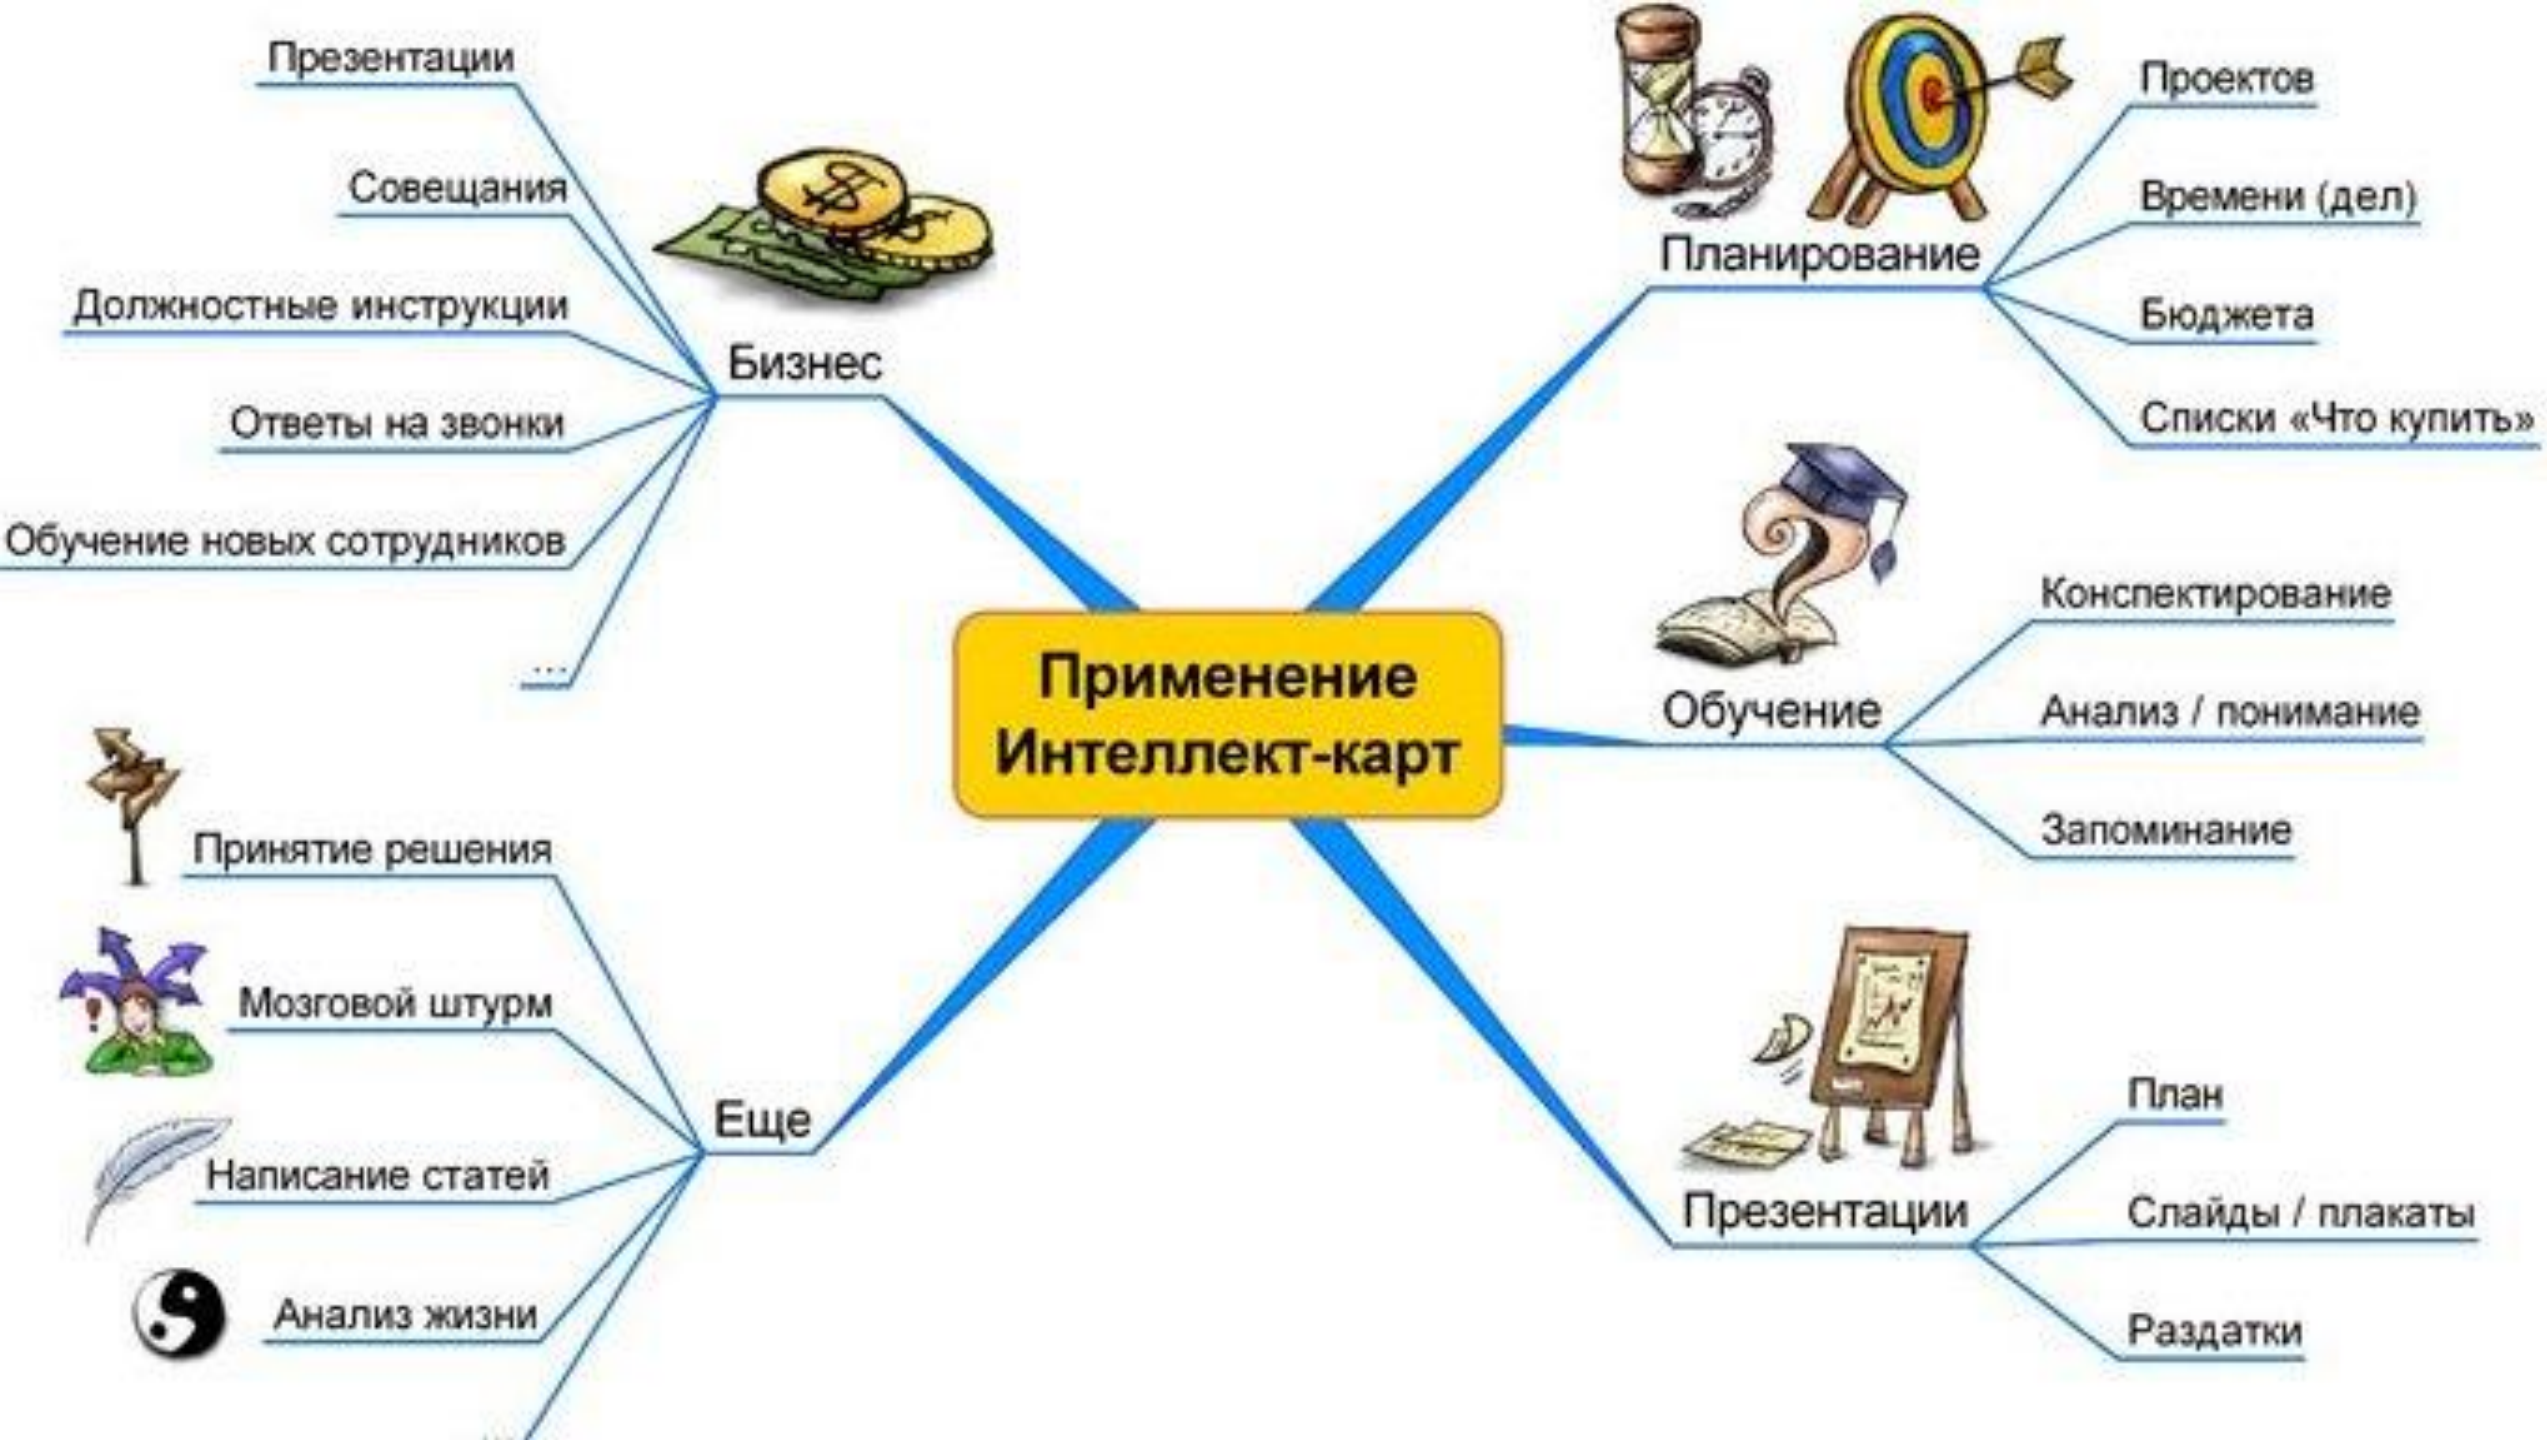 Презентации
Совещания
Должностные инструкции
Ответы на звонки
Обучение новых сотрудников
...
Бизнес
Планирование
Проектов
Времени (дел)
Бюджета
Списки «Что купить»
Применение
Интеллект-карт
Обучение
Конспектирование
Анализ / понимание
Запоминание
Принятие решения
Мозговой штурм
Написание статей
Анализ жизни
...
Еще
Презентации
План
Слайды / плакаты
Раздатки